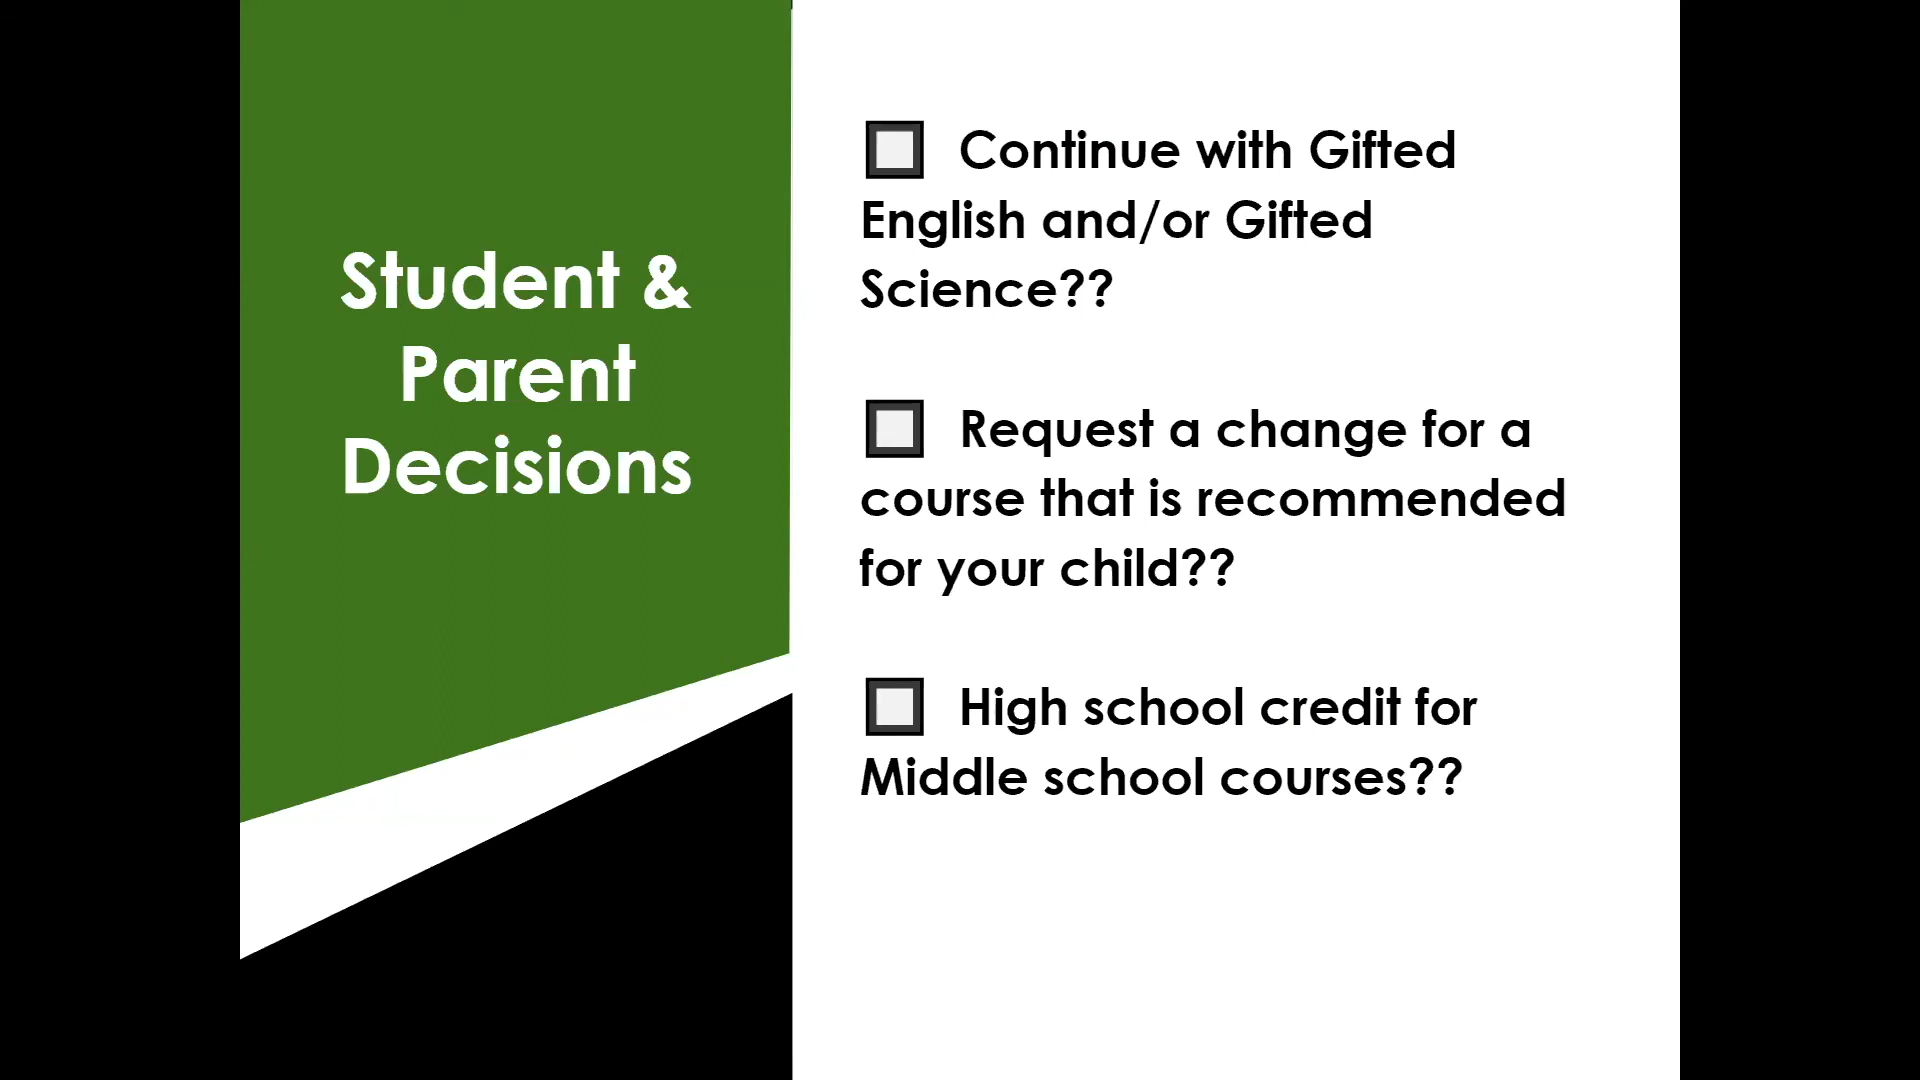 Student &
Parent
Decisions
Continue with Gifted
English and/or Gifted
Science??
Request a change for a
course that is recommended
for your child??
High school credit for
Middle school courses??